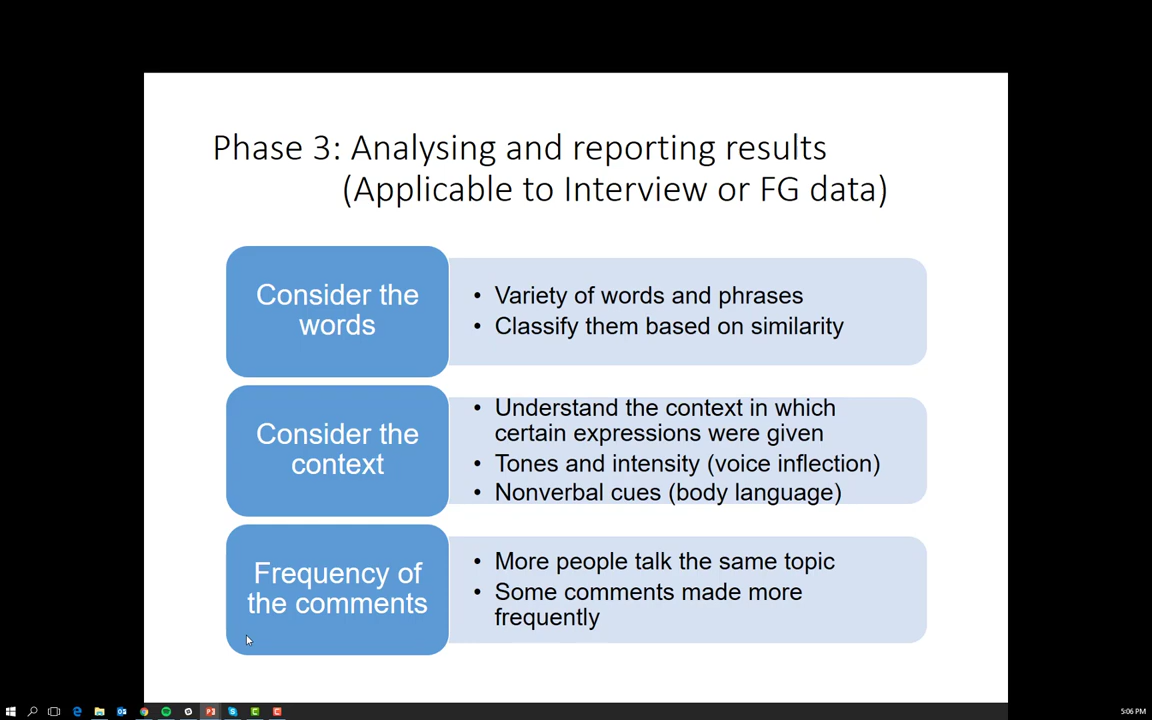 Phase 3: Analysing and reporting results
(Applicable to Interview or FG data)
Consider the
words
• Variety of words and phrases
• Classify them based on similarity
Consider the
context
• Understand the context in which
certain expressions were given
• Tones and intensity (voice inflection)
• Nonverbal cues (body language)
Frequency of
the comments
• More people talk the same topic
• Some comments made more
frequently
5:06 PM